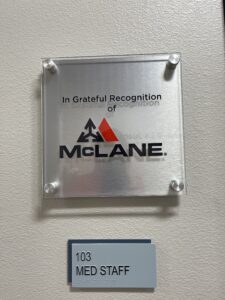 In Grateful Recognition
of
McLANE.
103
MED STAFF